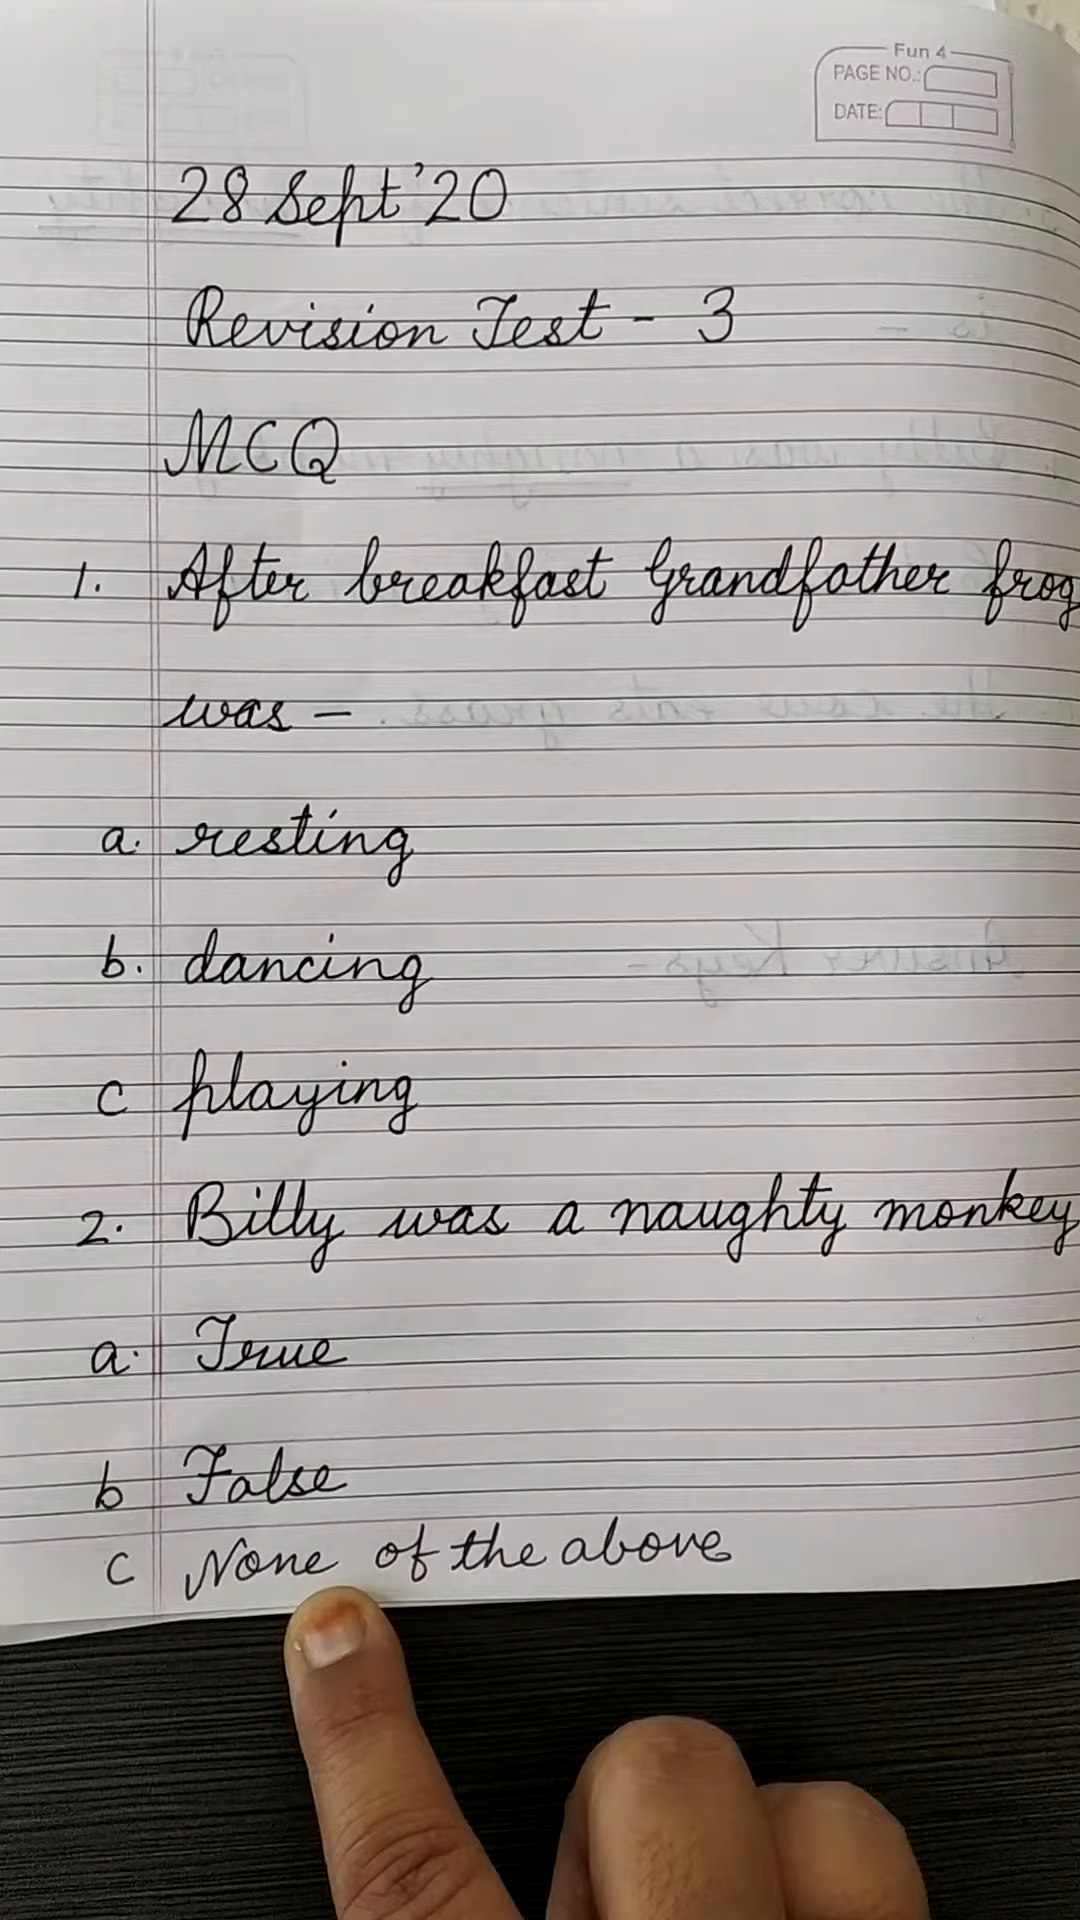 Fun 4
PAGE NO.:
DATE:
28 Sept '20
Revision Test - 3
MCQ
1. After breakfast Grandfather frog
was -
a. resting
b. dancing
c playing
2. Billy was a naughty monkey
a. True
b False
c None of the above